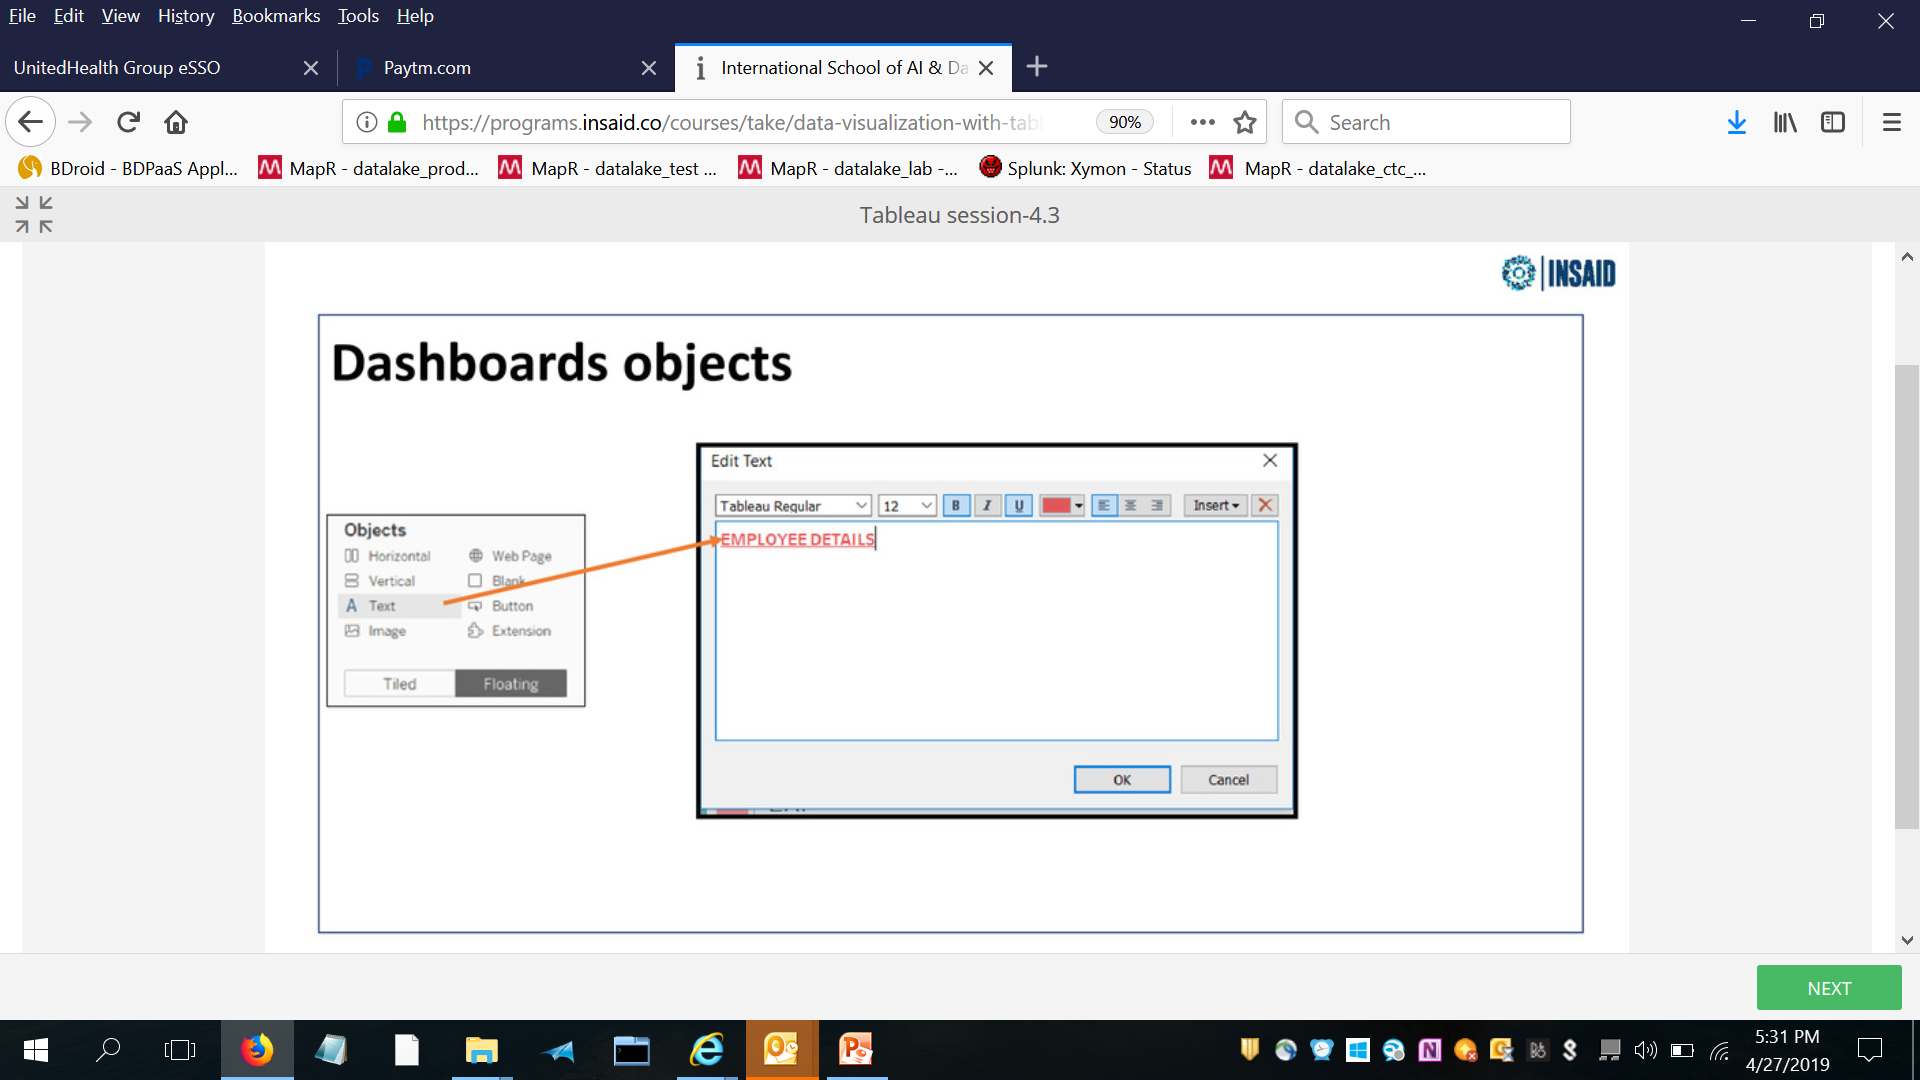 File Edit View History Bookmarks Tools Help
UnitedHealth Group eSSO Paytm.com International School of AI & Da
https://programs.insaid.co/courses/take/data-visualization-with-tabl 90% Search
BDroid - BDPaaS Appl... MapR - datalake_prod... MapR - datalake_test ... MapR - datalake_lab -... Splunk: Xymon - Status MapR - datalake_ctc_...
Tableau session-4.3
INSAID
Dashboards objects
Edit Text
Tableau Regular 12 B I U Insert
EMPLOYEE DETAILS
Objects
Horizontal Web Page
Vertical Blank
A Text Button
Image Extension
Tiled Floating
OK Cancel
NEXT
5:31 PM
4/27/2019